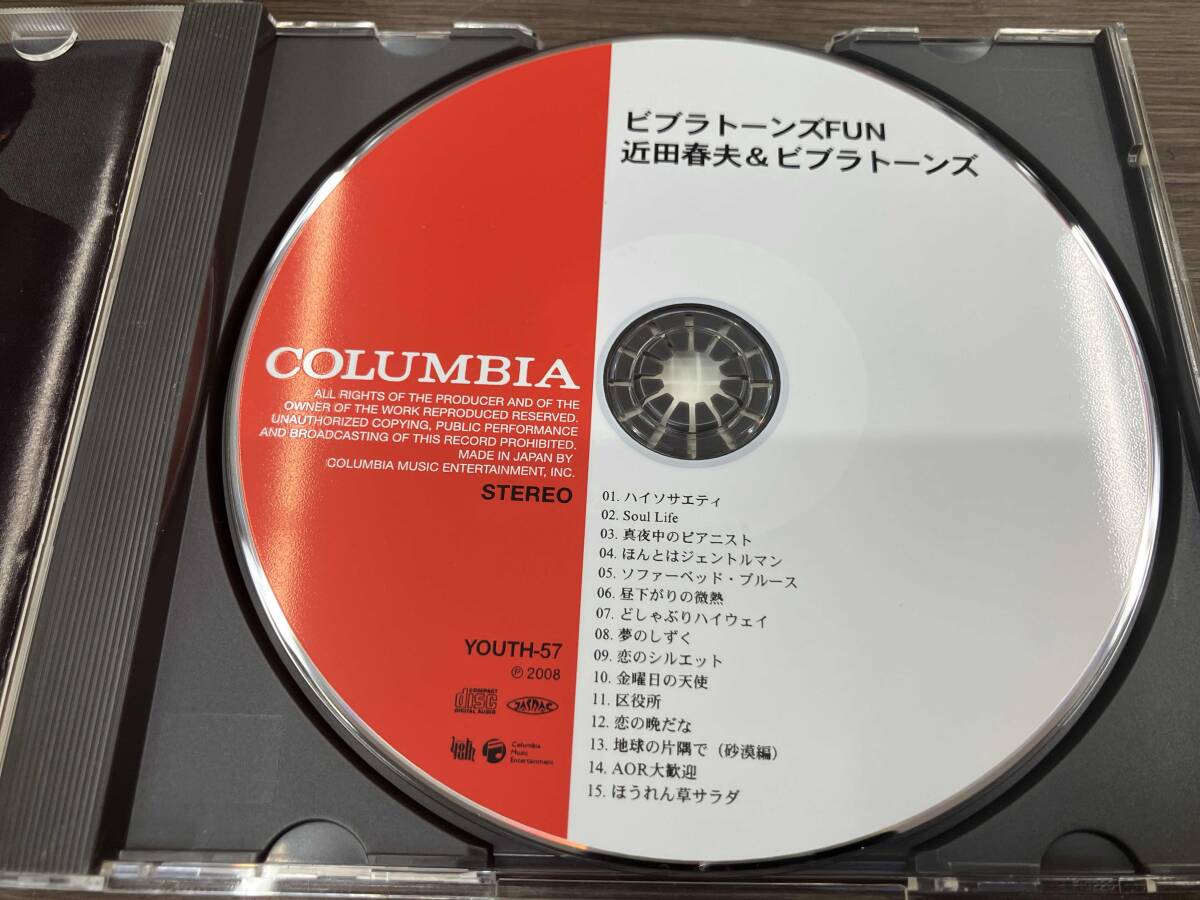 ビブラトーンズFUN
近田春夫&ビブラトーンズ
COLUMBIA
ALL RIGHTS OF THE PRODUCER AND OF THE
OWNER OF THE WORK REPRODUCED RESERVED.
UNAUTHORIZED COPYING, PUBLIC PERFORMANCE
AND BROADCASTING OF THIS RECORD PROHIBITED.
MADE IN JAPAN BY
COLUMBIA MUSIC ENTERTAINMENT, INC.
STEREO
01. ハイソサエティ
02. Soul Life
03. 真夜中のピアニスト
04. ほんとはジェントルマン
05. ソファーベッド・ブルース
06. 昼下がりの微熱
07. どしゃぶりハイウェイ
08. 夢のしずく
09. 恋のシルエット
10. 金曜日の天使
11. 区役所
12. 恋の晩だな
13. 地球の片隅で（砂漠編）
14. AOR大歓迎
15. ほうれん草サラダ
YOUTH-57
℗ 2008
COMPACT
disc
DIGITAL AUDIO
JASRAC
Columbia
Music
Entertainment